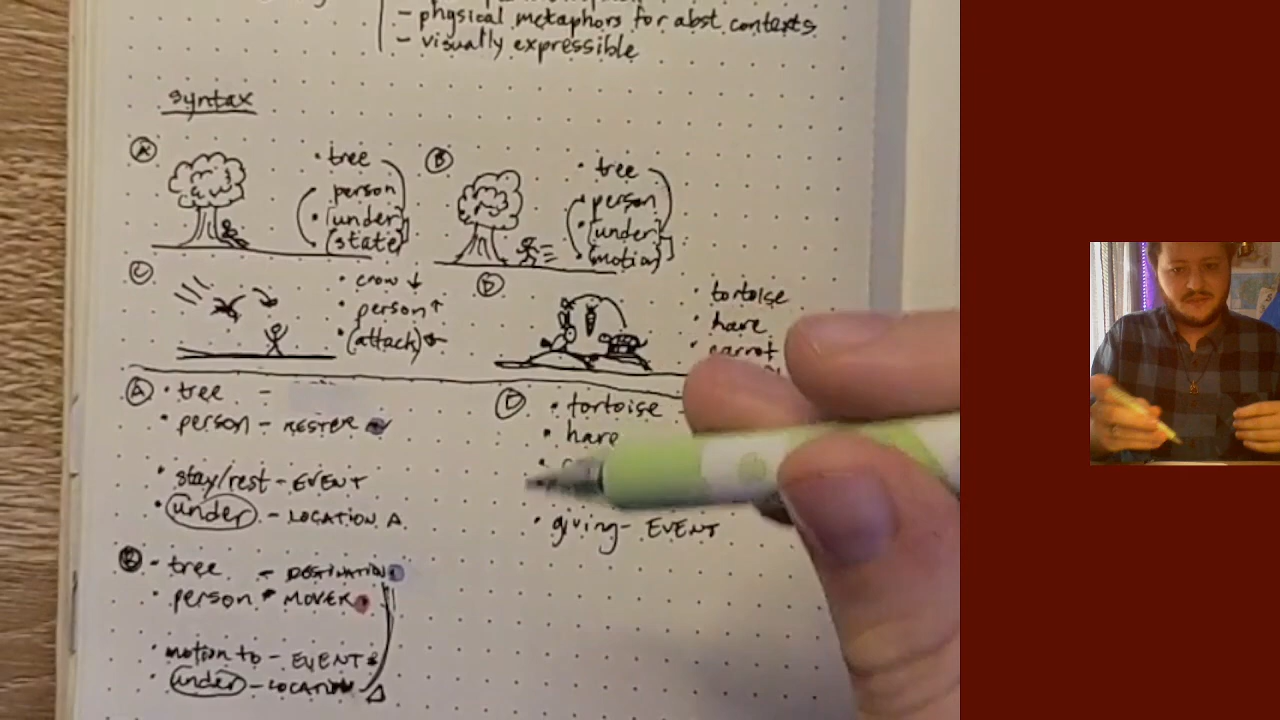 - physical metaphors for abst. contexts
- visually expressible
syntax
A
• tree
person
• (under)
(state)
B
• tree
person
• (under)
(motion)
C
• crow ↓
• person ↑
• (attack)
D
• tortoise
• hare
• carrot
A • tree -
• person - RESTER
• stay/rest - EVENT
• under - LOCATION A
B - tree - DESTINATION
• person - MOVER
• motion to - EVENT
• under - LOCATION
D • tortoise
• hare
• giving - EVENT